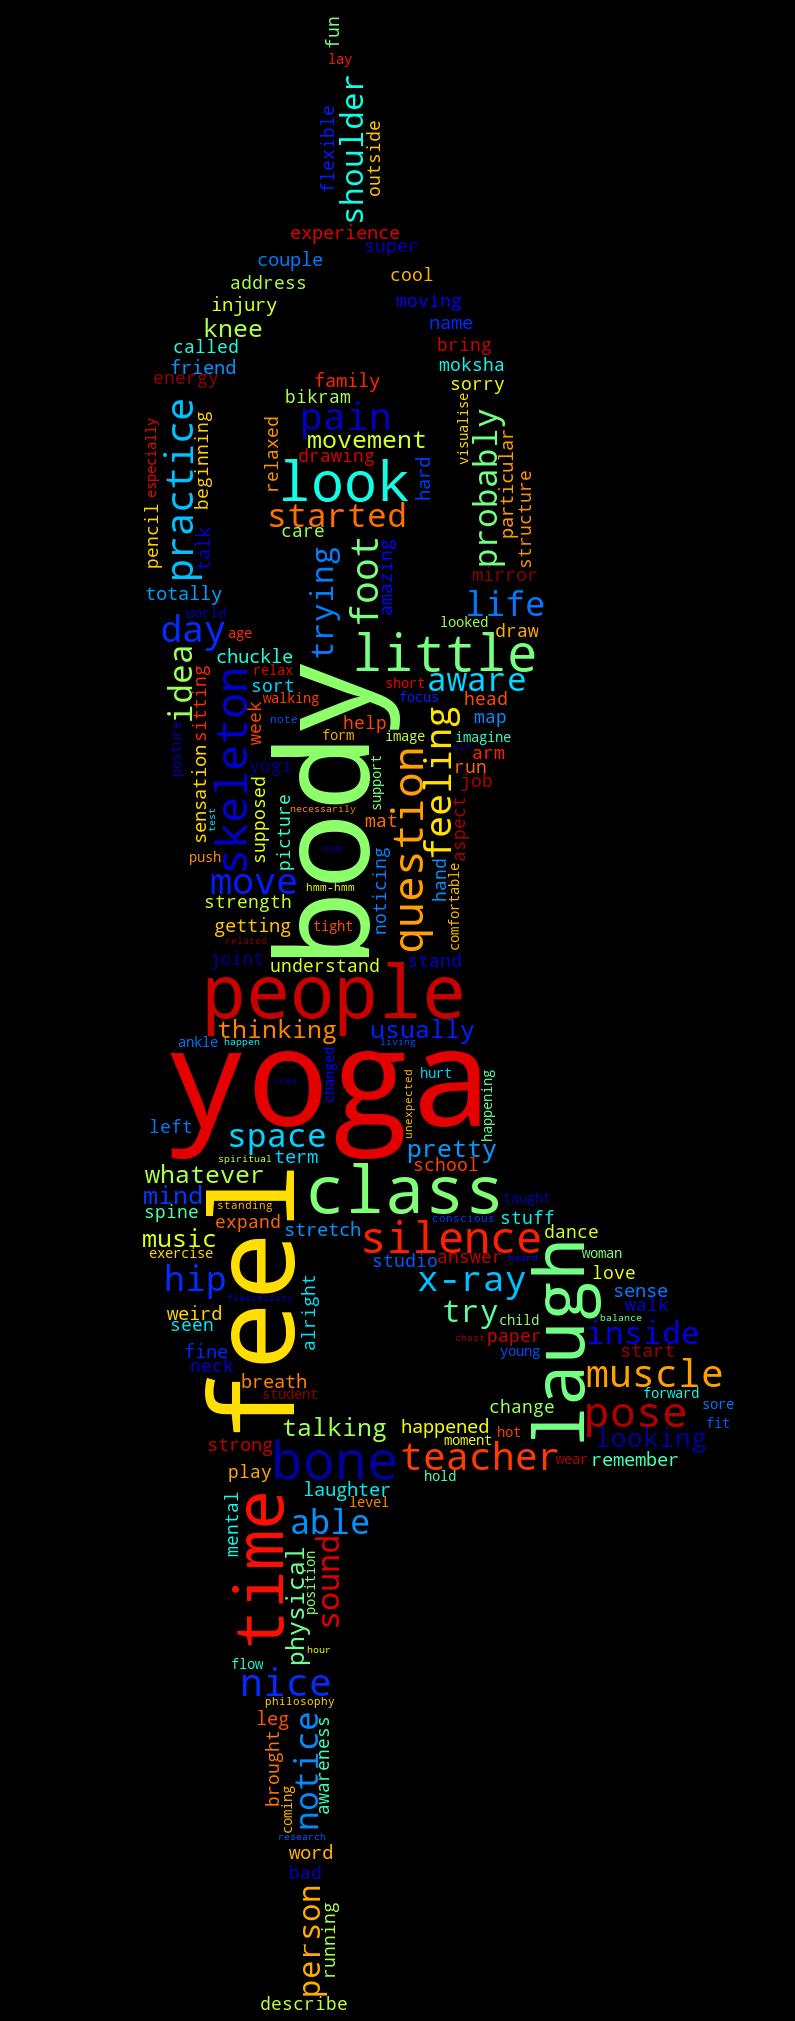 fun
lay
shoulder
flexible
outside
experience
super
couple
cool
address
moving
injury
name
knee
bring
called
moksha
friend
energy
family
sorry
bikram
visualise
practice
especially
beginning
pain
probably
movement
particular
relaxed
drawing
look
hard
structure
pencil
started
talk
care
trying
foot
amazing
mirror
totally
life
world
day
age
looked
draw
little
idea
chuckle
relax
sitting
sort
short
aware
walking
focus
head
skeleton
body
week
note
help
map
posture
form
image
feeling
imagine
sensation
yogi
support
question
arm
run
job
supposed
picture
necessarily
test
mat
aspect
push
mum
noticing
hand
comfortable
move
hmm-hmm
strength
getting
tight
related
joint
understand
stand
people
thinking
usually
ankle
happen
living
yoga
changed
read
hurt
unexpected
happening
left
space
pretty
spiritual
term
school
whatever
class
mind
feel
standing
taught
spine
expand
conscious
stuff
stretch
silence
dance
music
exercise
studio
answer
heard
woman
laugh
love
hip
x-ray
sense
flexibility
alright
walk
weird
try
child
balance
seen
chest
paper
inside
fine
young
start
neck
muscle
breath
student
forward
change
pose
sore
talking
happened
hot
fit
moment
looking
strong
bone
teacher
wear
remember
play
hold
laughter
level
mental
time
able
sound
physical
position
hour
flow
nice
philosophy
leg
notice
awareness
brought
coming
research
word
bad
person
running
describe